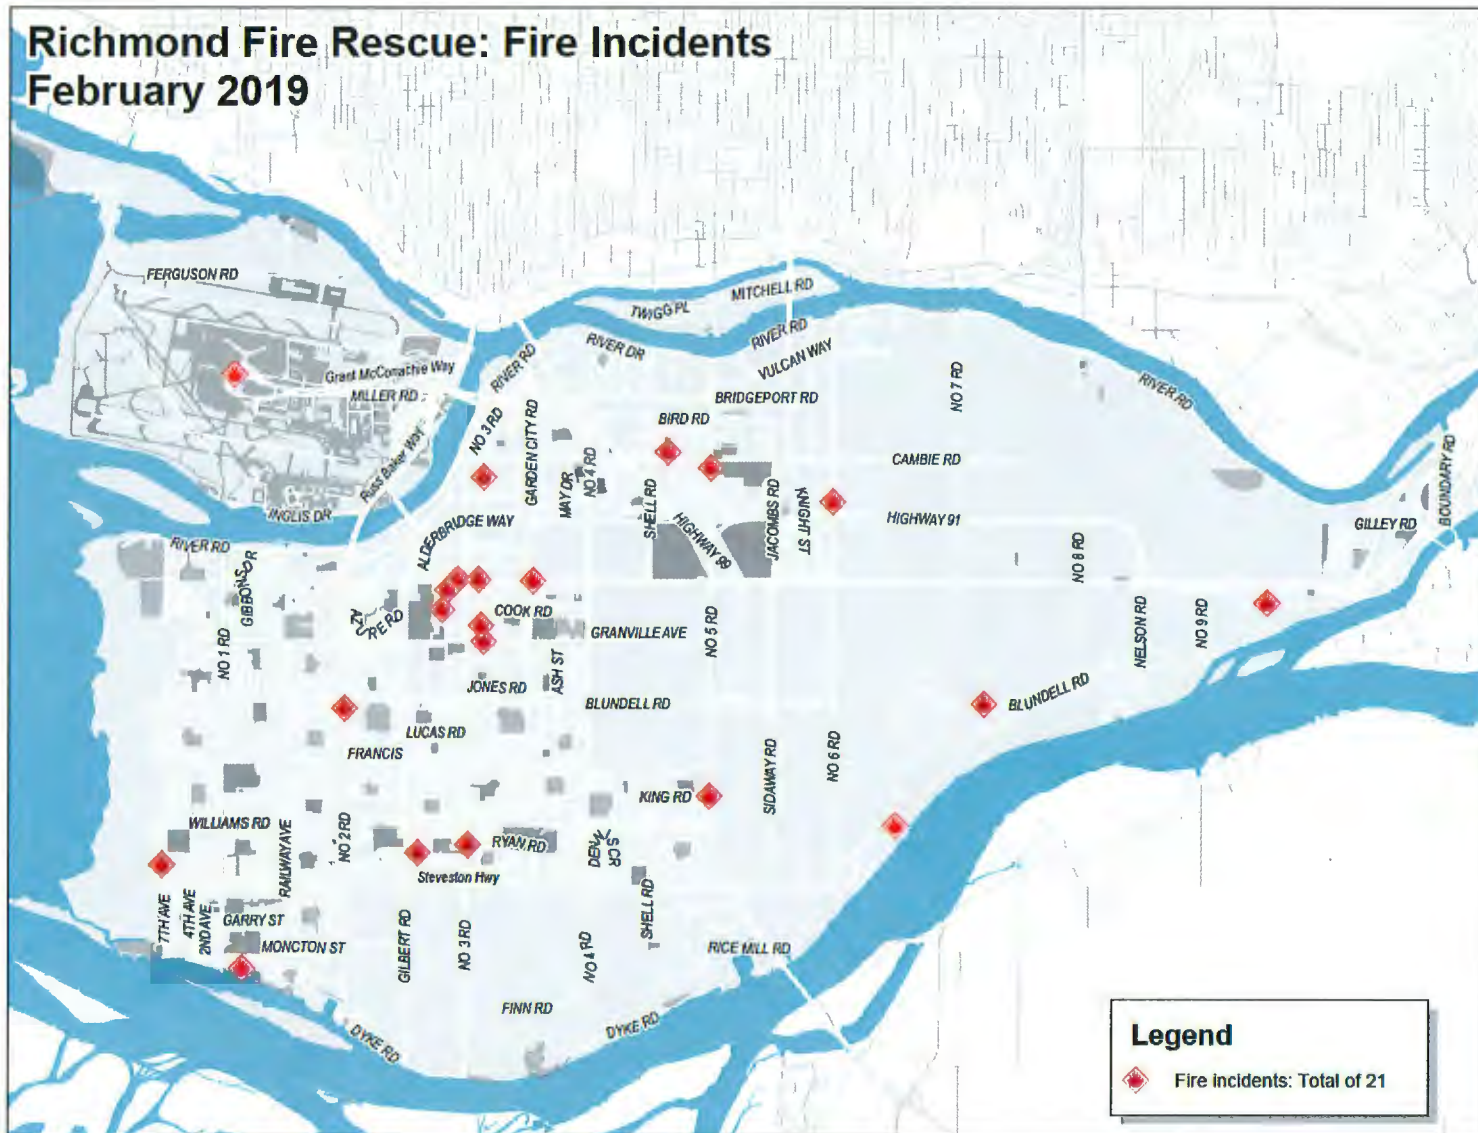 Richmond Fire Rescue: Fire Incidents
February 2019
FERGUSON RD
MITCHELL RD
TWIGG PL
RIVER RD
RIVER DR
VULCAN WAY
RIVER RD
Grant McConachie Way
MILLER RD
NO 7 RD
RIVER RD
BRIDGEPORT RD
BIRD RD
NO 3 RD
GARDEN CITY RD
Russ Baker Way
NO 4 RD
MAY DR
CAMBIE RD
BOUNDARY RD
SHELL RD
JACOMBS RD
KNIGHT ST
INGLIS DR
HIGHWAY 91
GILLEY RD
ALDERBRIDGE WAY
HIGHWAY 99
RIVER RD
GIBBONS DR
NO 8 RD
AZURE RD
COOK RD
GRANVILLE AVE
NO 5 RD
NELSON RD
NO 9 RD
NO 1 RD
ASH ST
JONES RD
BLUNDELL RD
BLUNDELL RD
LUCAS RD
FRANCIS
NO 6 RD
SIDAWAY RD
KING RD
WILLIAMS RD
NO 2 RD
RAILWAY AVE
RYAN RD
Steveston Hwy
7TH AVE
4TH AVE
2ND AVE
GARRY ST
MONCTON ST
GILBERT RD
NO 3 RD
NO 4 RD
SHELL RD
RICE MILL RD
FINN RD
DYKE RD
DYKE RD
Legend
Fire incidents: Total of 21